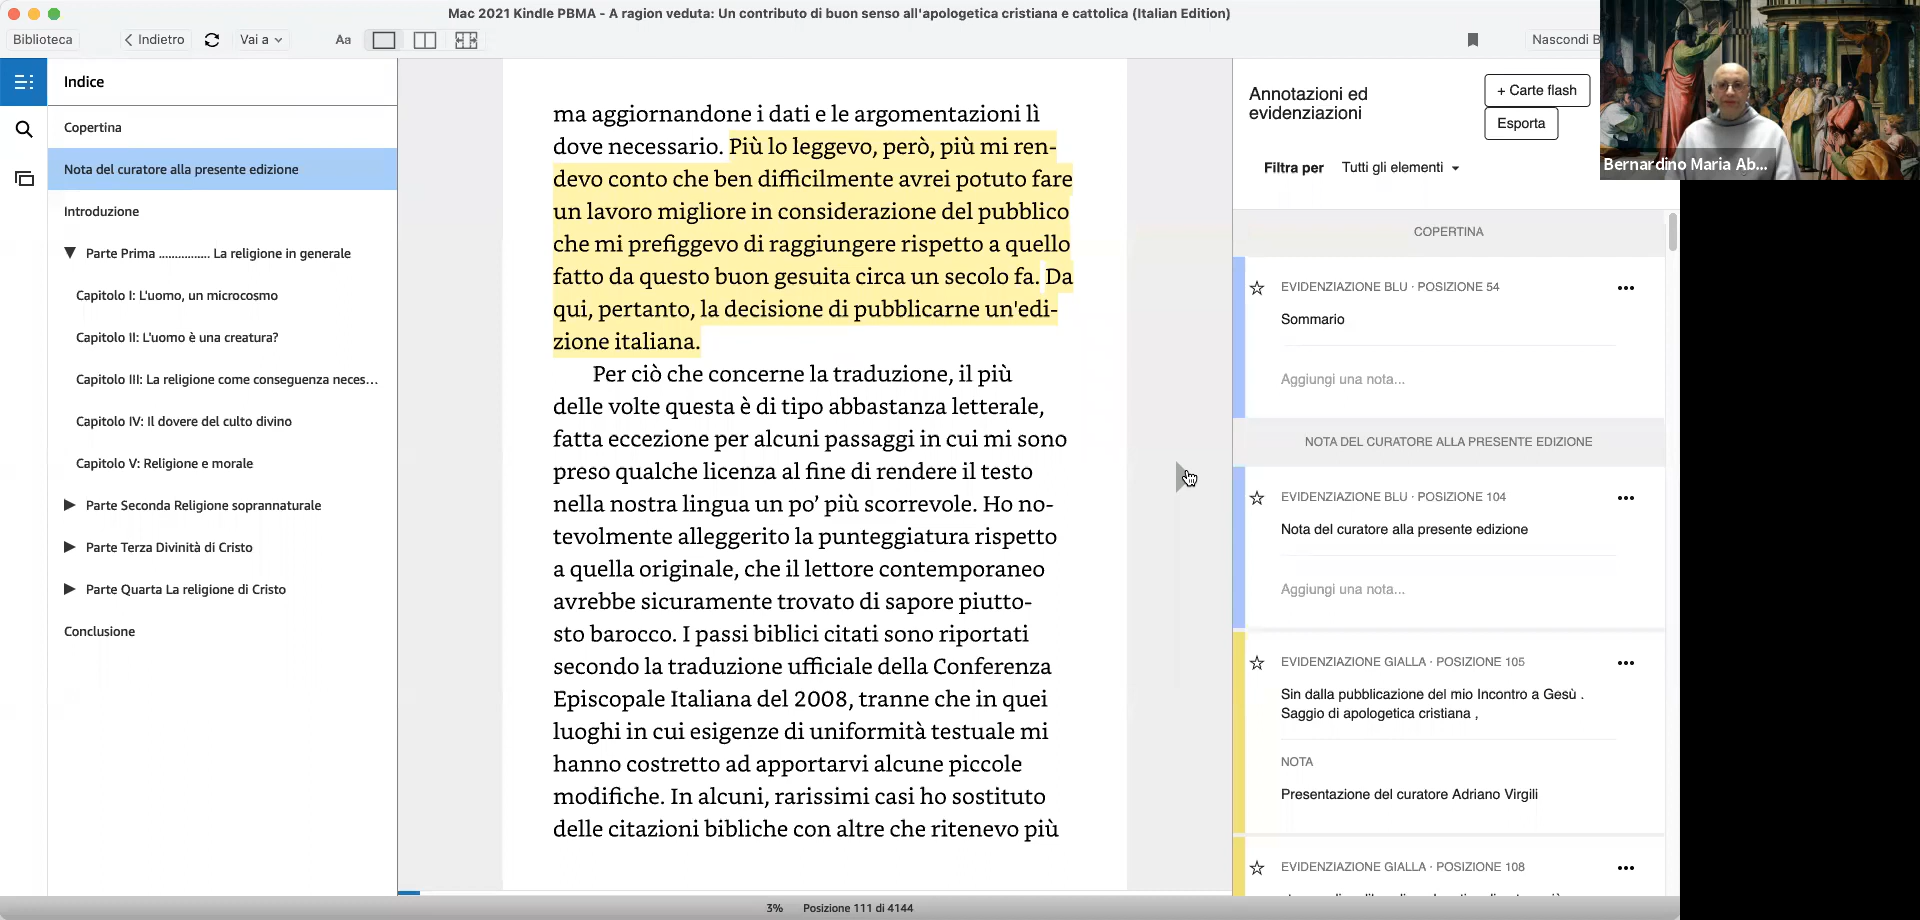 Mac 2021 Kindle PBMA - A ragion veduta: Un contributo di buon senso all'apologetica cristiana e cattolica (Italian Edition)
Biblioteca
Indietro
Vai a
Aa
Nascondi B
Indice
Copertina
Nota del curatore alla presente edizione
Introduzione
Parte Prima ............... La religione in generale
Capitolo I: L'uomo, un microcosmo
Capitolo II: L'uomo è una creatura?
Capitolo III: La religione come conseguenza neces...
Capitolo IV: Il dovere del culto divino
Capitolo V: Religione e morale
Parte Seconda Religione soprannaturale
Parte Terza Divinità di Cristo
Parte Quarta La religione di Cristo
Conclusione
ma aggiornandone i dati e le argomentazioni lì
dove necessario. Più lo leggevo, però, più mi ren-
devo conto che ben difficilmente avrei potuto fare
un lavoro migliore in considerazione del pubblico
che mi prefiggevo di raggiungere rispetto a quello
fatto da questo buon gesuita circa un secolo fa. Da
qui, pertanto, la decisione di pubblicarne un'edi-
zione italiana.
Per ciò che concerne la traduzione, il più
delle volte questa è di tipo abbastanza letterale,
fatta eccezione per alcuni passaggi in cui mi sono
preso qualche licenza al fine di rendere il testo
nella nostra lingua un po’ più scorrevole. Ho no-
tevolmente alleggerito la punteggiatura rispetto
a quella originale, che il lettore contemporaneo
avrebbe sicuramente trovato di sapore piutto-
sto barocco. I passi biblici citati sono riportati
secondo la traduzione ufficiale della Conferenza
Episcopale Italiana del 2008, tranne che in quei
luoghi in cui esigenze di uniformità testuale mi
hanno costretto ad apportarvi alcune piccole
modifiche. In alcuni, rarissimi casi ho sostituto
delle citazioni bibliche con altre che ritenevo più
3%
Posizione 111 di 4144
Annotazioni ed
evidenziazioni
+ Carte flash
Esporta
Filtra per
Tutti gli elementi
COPERTINA
EVIDENZIAZIONE BLU · POSIZIONE 54
Sommario
Aggiungi una nota...
NOTA DEL CURATORE ALLA PRESENTE EDIZIONE
EVIDENZIAZIONE BLU · POSIZIONE 104
Nota del curatore alla presente edizione
Aggiungi una nota...
EVIDENZIAZIONE GIALLA · POSIZIONE 105
Sin dalla pubblicazione del mio Incontro a Gesù .
Saggio di apologetica cristiana ,
NOTA
Presentazione del curatore Adriano Virgili
EVIDENZIAZIONE GIALLA · POSIZIONE 108
Bernardino Maria Ab...